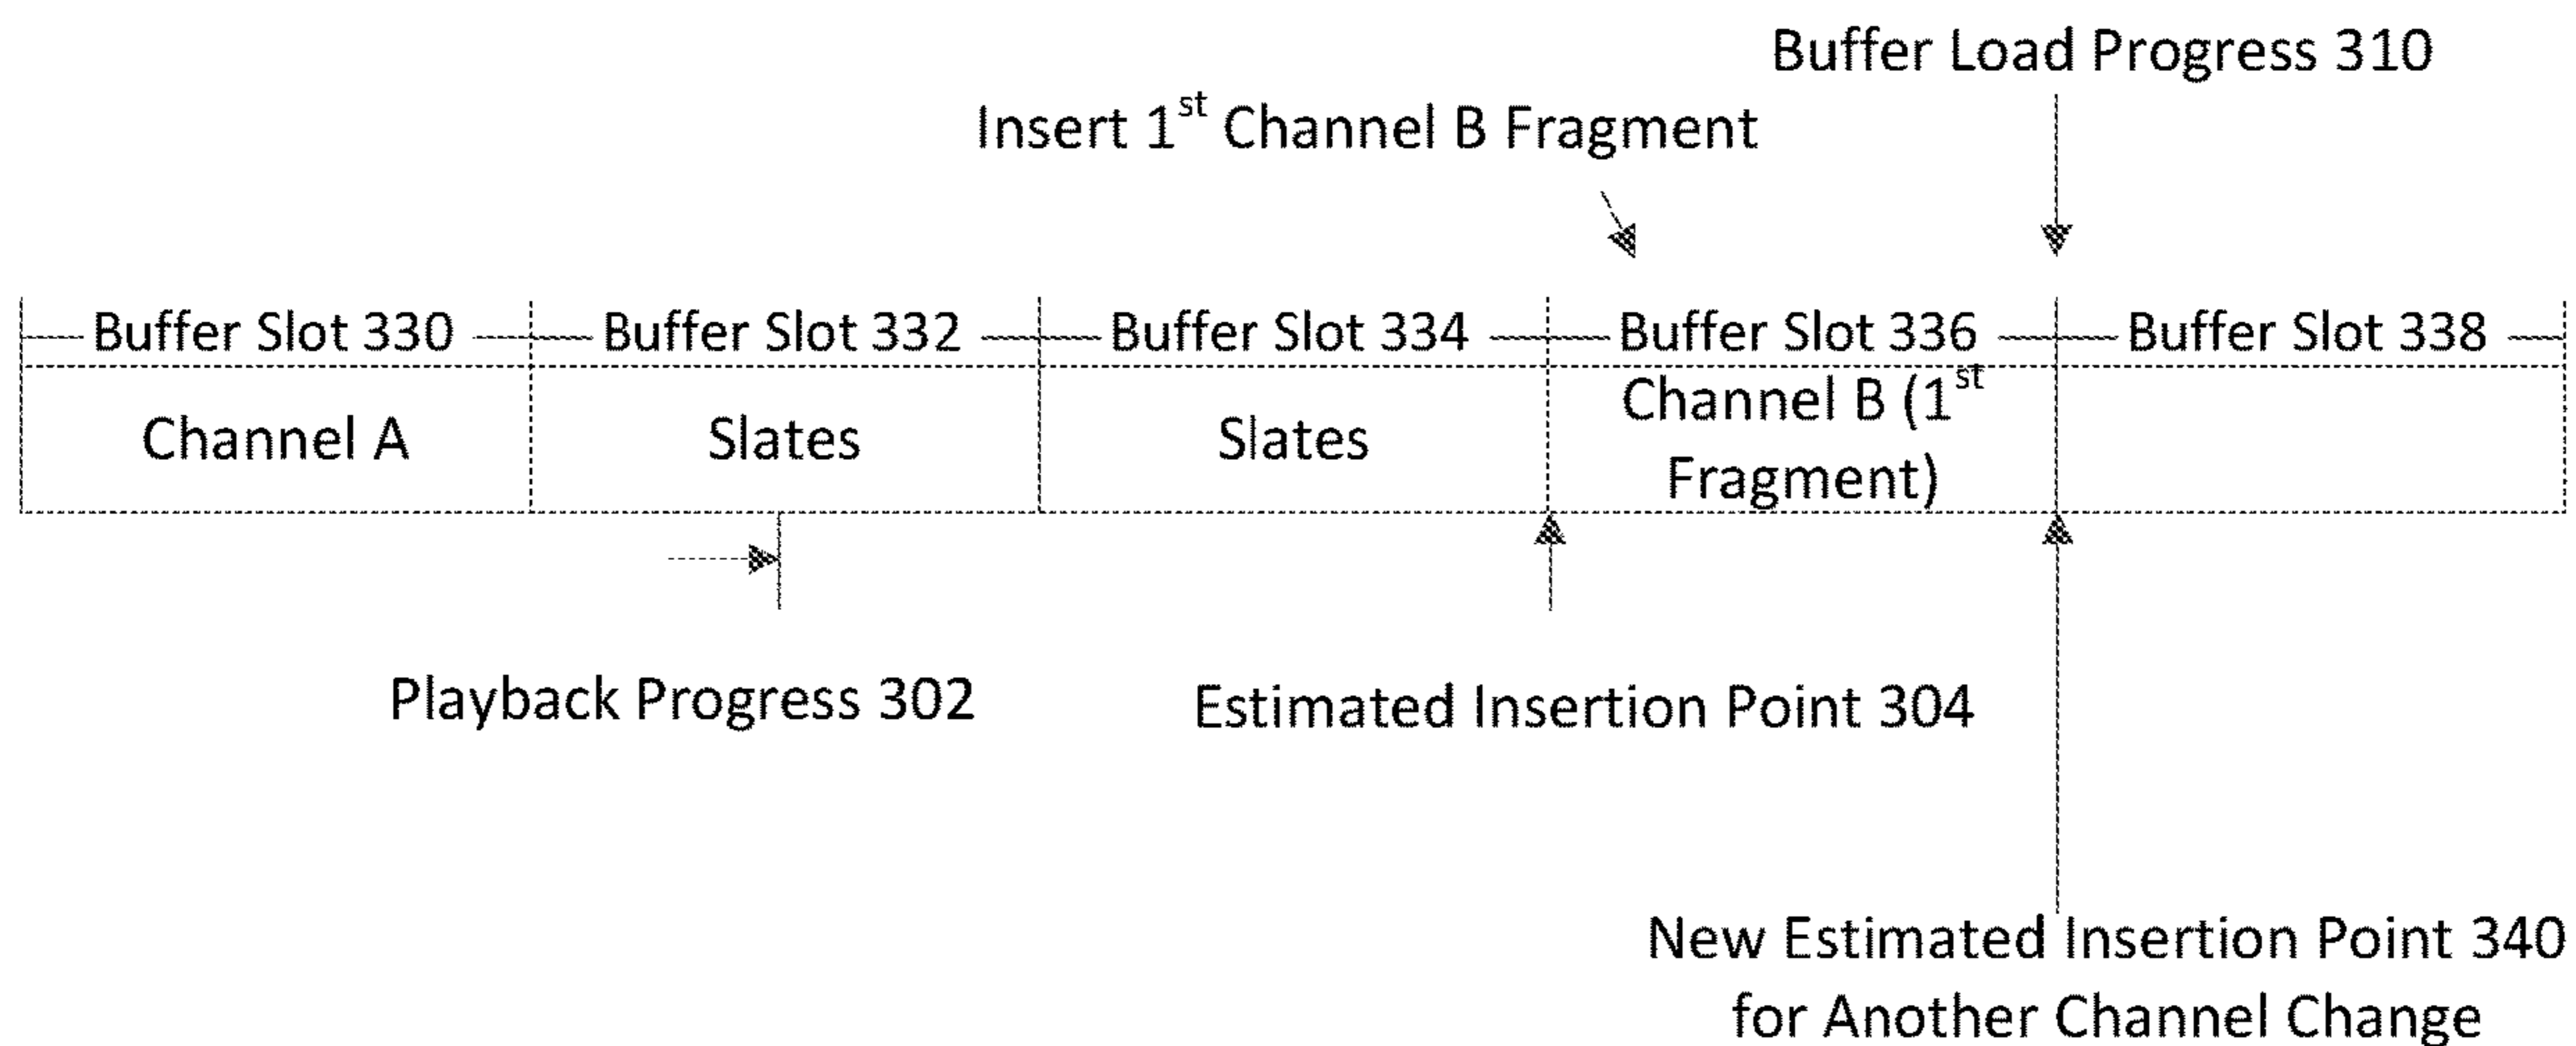 Buffer Load Progress 310
Insert 1st Channel B Fragment
Buffer Slot 330
Buffer Slot 332
Buffer Slot 334
Buffer Slot 336
Buffer Slot 338
Channel A
Slates
Slates
Channel B (1st
Fragment)
Playback Progress 302
Estimated Insertion Point 304
New Estimated Insertion Point 340
for Another Channel Change